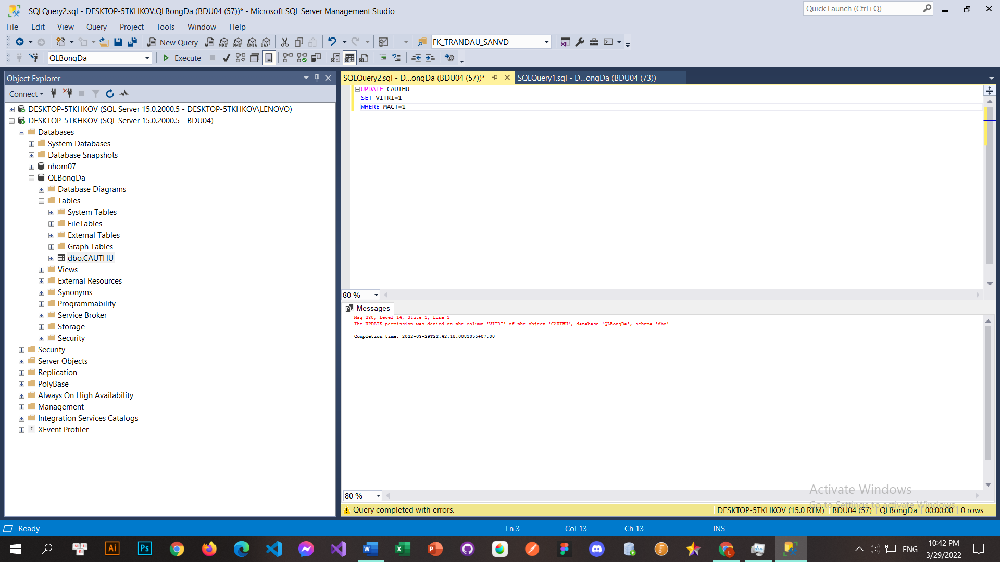 SQLQuery2.sql - DESKTOP-5TKHKOV.QLBongDa (BDU04 (57))* - Microsoft SQL Server Management Studio
Quick Launch (Ctrl+Q)
File Edit View Query Project Tools Window Help
New Query
MDX DMX XMLA DAX
FK_TRANDAU_SANVD
QLBongDa
Execute
Object Explorer
Connect
DESKTOP-5TKHKOV (SQL Server 15.0.2000.5 - DESKTOP-5TKHKOV\LENOVO)
DESKTOP-5TKHKOV (SQL Server 15.0.2000.5 - BDU04)
Databases
System Databases
Database Snapshots
nhom07
QLBongDa
Database Diagrams
Tables
System Tables
FileTables
External Tables
Graph Tables
dbo.CAUTHU
Views
External Resources
Synonyms
Programmability
Service Broker
Storage
Security
Security
Server Objects
Replication
PolyBase
Always On High Availability
Management
Integration Services Catalogs
XEvent Profiler
SQLQuery2.sql - D...ongDa (BDU04 (57))*
SQLQuery1.sql - D...ongDa (BDU04 (73))
UPDATE CAUTHU
SET VITRI=1
WHERE MACT=1
80 %
Messages
Msg 230, Level 14, State 1, Line 1
The UPDATE permission was denied on the column 'VITRI' of the object 'CAUTHU', database 'QLBongDa', schema 'dbo'.
Completion time: 2022-03-29T22:42:18.0081055+07:00
80 %
Activate Windows
Go to Settings to activate Windows.
Query completed with errors.
DESKTOP-5TKHKOV (15.0 RTM) BDU04 (57) QLBongDa 00:00:00 0 rows
Ready
Ln 3 Col 13 Ch 13 INS
Ai Ps
ENG
10:42 PM
3/29/2022